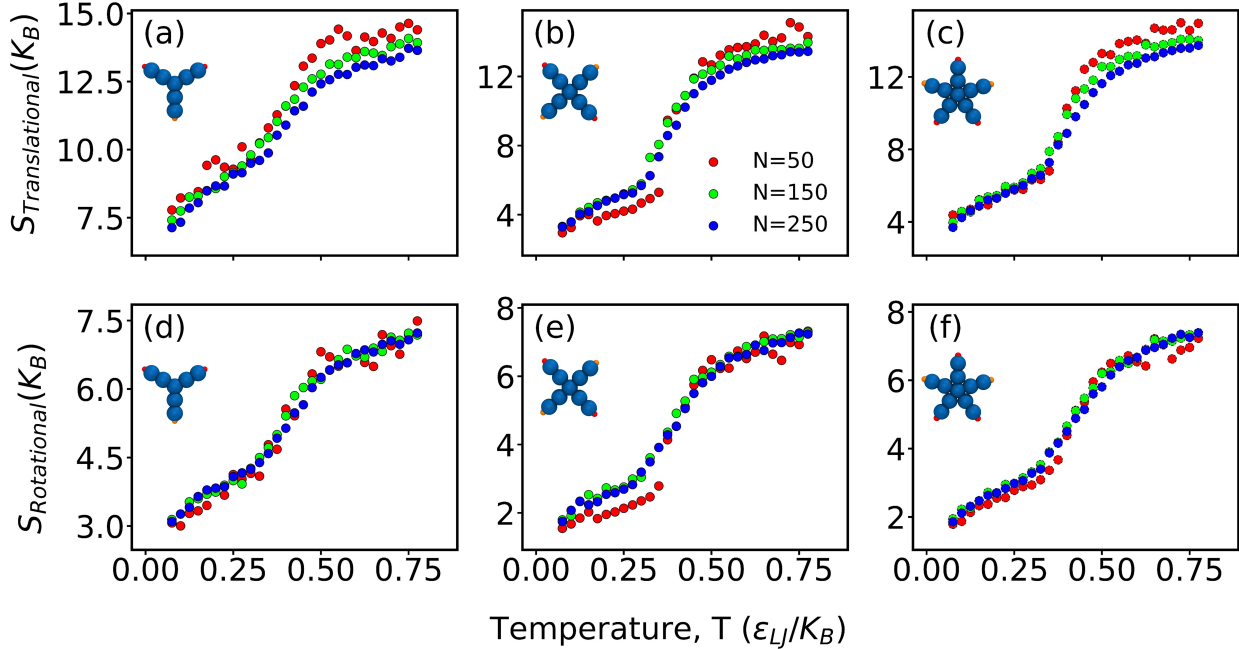 (a)
(b)
(c)
15.0
12.5
10.0
7.5
S_Translational(K_B)
12
8
4
N=50
N=150
N=250
12
8
4
(d)
(e)
(f)
7.5
6.0
4.5
3.0
S_Rotational(K_B)
8
6
4
2
8
6
4
2
0.00 0.25 0.50 0.75
0.00 0.25 0.50 0.75
0.00 0.25 0.50 0.75
Temperature, T (ε_LJ/K_B)